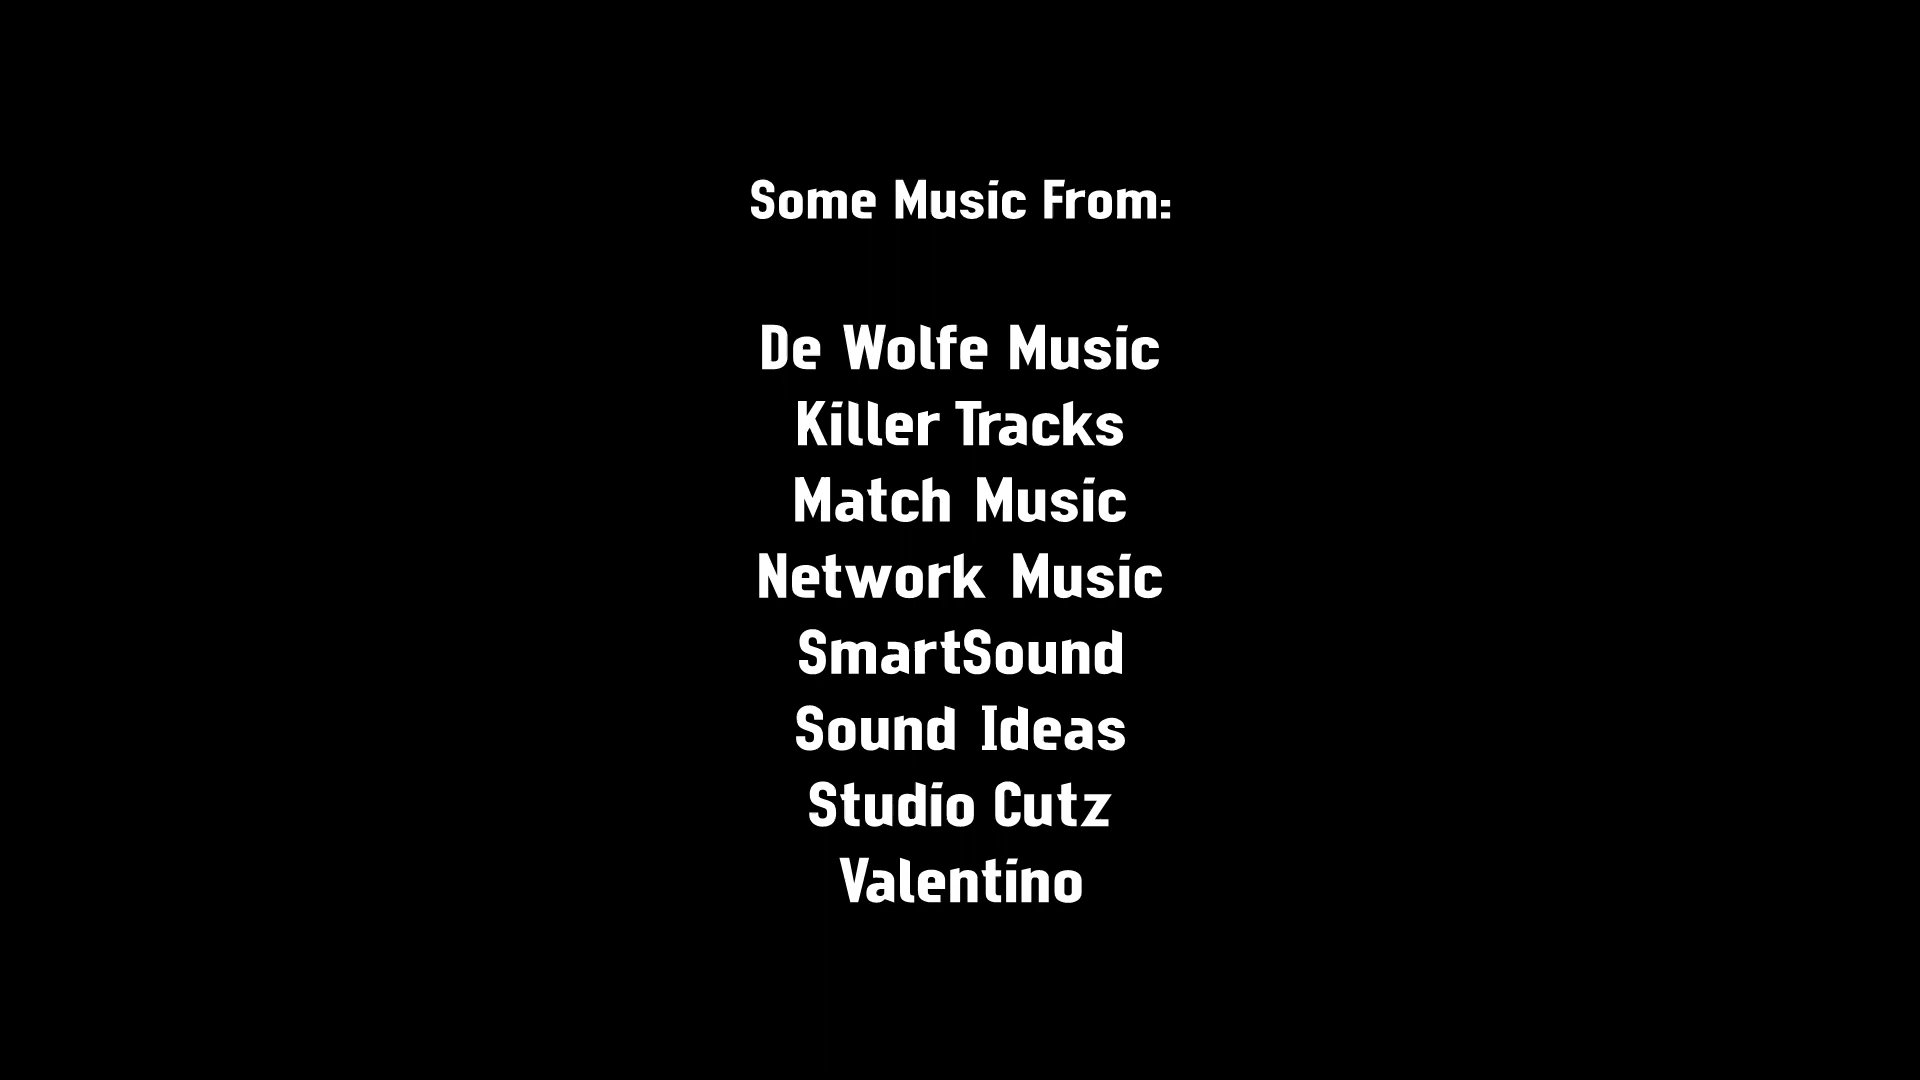 Some Music From:
De Wolfe Music
Killer Tracks
Match Music
Network Music
SmartSound
Sound Ideas
Studio Cutz
Valentino